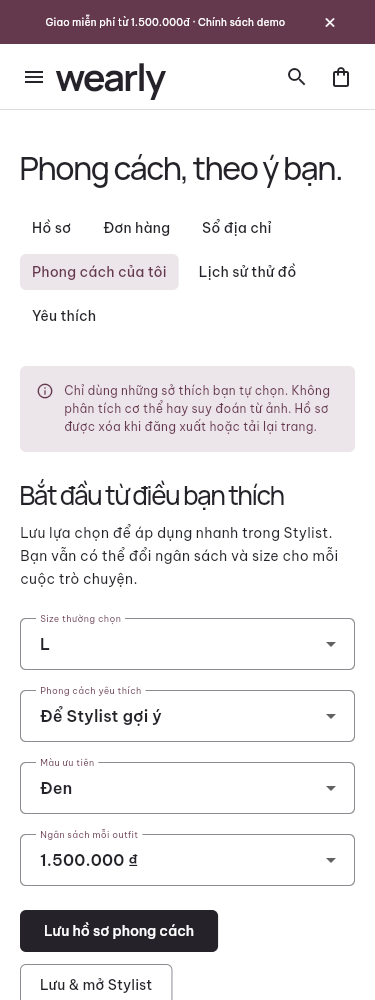 Giao miễn phí từ 1.500.000đ · Chính sách demo
wearly
Phong cách, theo ý bạn.
Hồ sơ
Đơn hàng
Sổ địa chỉ
Phong cách của tôi
Lịch sử thử đồ
Yêu thích
Chỉ dùng những sở thích bạn tự chọn. Không
phân tích cơ thể hay suy đoán từ ảnh. Hồ sơ
được xóa khi đăng xuất hoặc tải lại trang.
Bắt đầu từ điều bạn thích
Lưu lựa chọn để áp dụng nhanh trong Stylist.
Bạn vẫn có thể đổi ngân sách và size cho mỗi
cuộc trò chuyện.
Size thường chọn
L
Phong cách yêu thích
Để Stylist gợi ý
Màu ưu tiên
Đen
Ngân sách mỗi outfit
1.500.000 ₫
Lưu hồ sơ phong cách
Lưu & mở Stylist